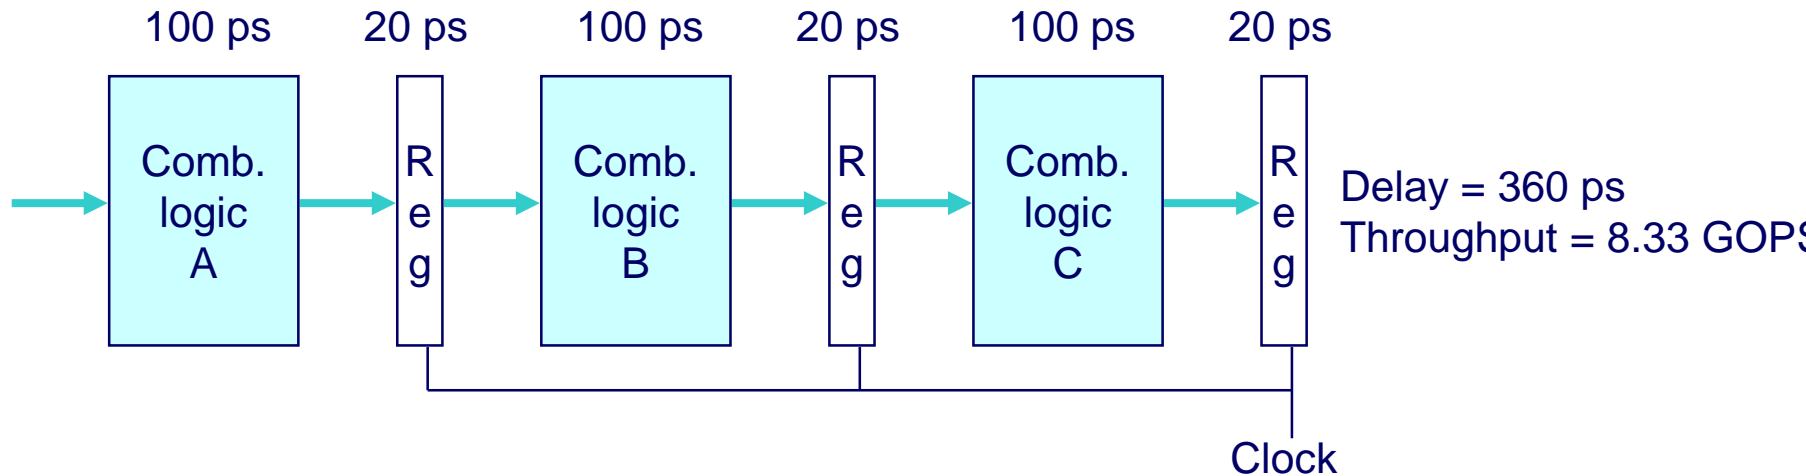 100 ps 20 ps 100 ps 20 ps 100 ps 20 ps
Comb.
logic
A
R
e
g
Comb.
logic
B
R
e
g
Comb.
logic
C
R
e
g
Delay = 360 ps
Throughput = 8.33 GOPS
Clock